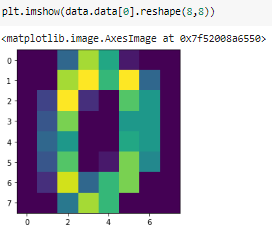 plt.imshow(data.data[0].reshape(8,8))
<matplotlib.image.AxesImage at 0x7f52008a6550>
0
1
2
3
4
5
6
7
0 2 4 6